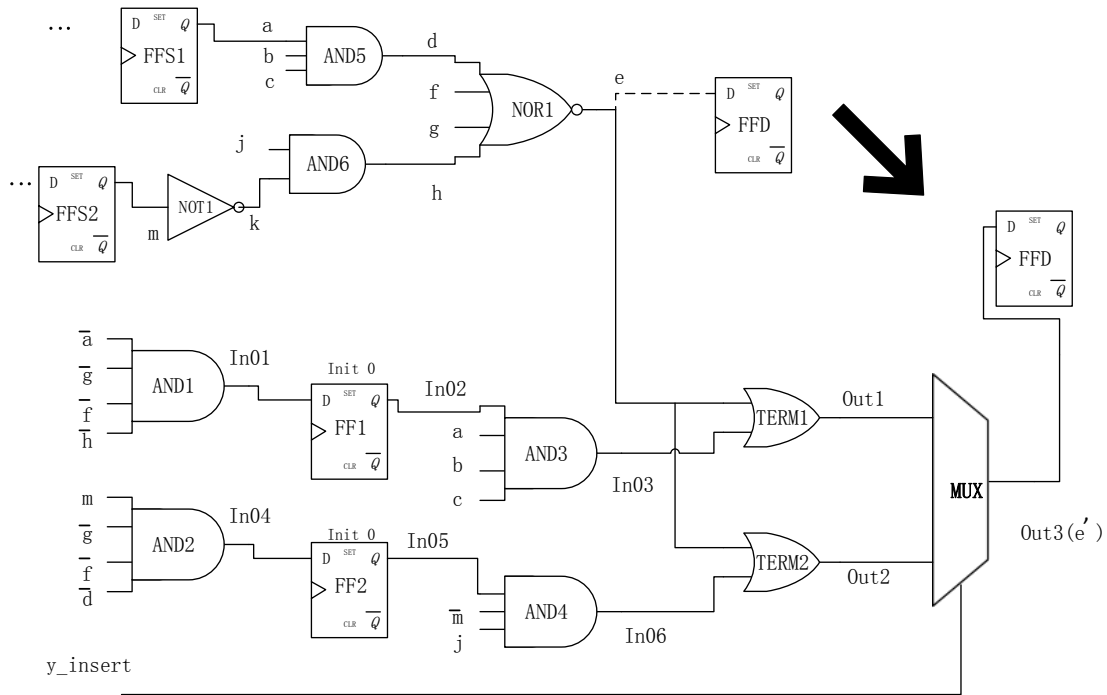 ...
D SET Q
FFS1
CLR Q̅
a
b
c
AND5
d
f
g
NOR1
e
D SET Q
FFD
CLR Q̅
...
D SET Q
FFS2
CLR Q̅
m
NOT1
k
j
AND6
h
D SET Q
FFD
CLR Q̅
a̅
g̅
f̅
h̅
AND1
In01
Init 0
D SET Q
FF1
CLR Q̅
In02
a
b
c
AND3
In03
TERM1
Out1
m
g̅
f̅
d̅
AND2
In04
Init 0
D SET Q
FF2
CLR Q̅
In05
m̅
j
AND4
In06
TERM2
Out2
MUX
Out3(e')
y_insert